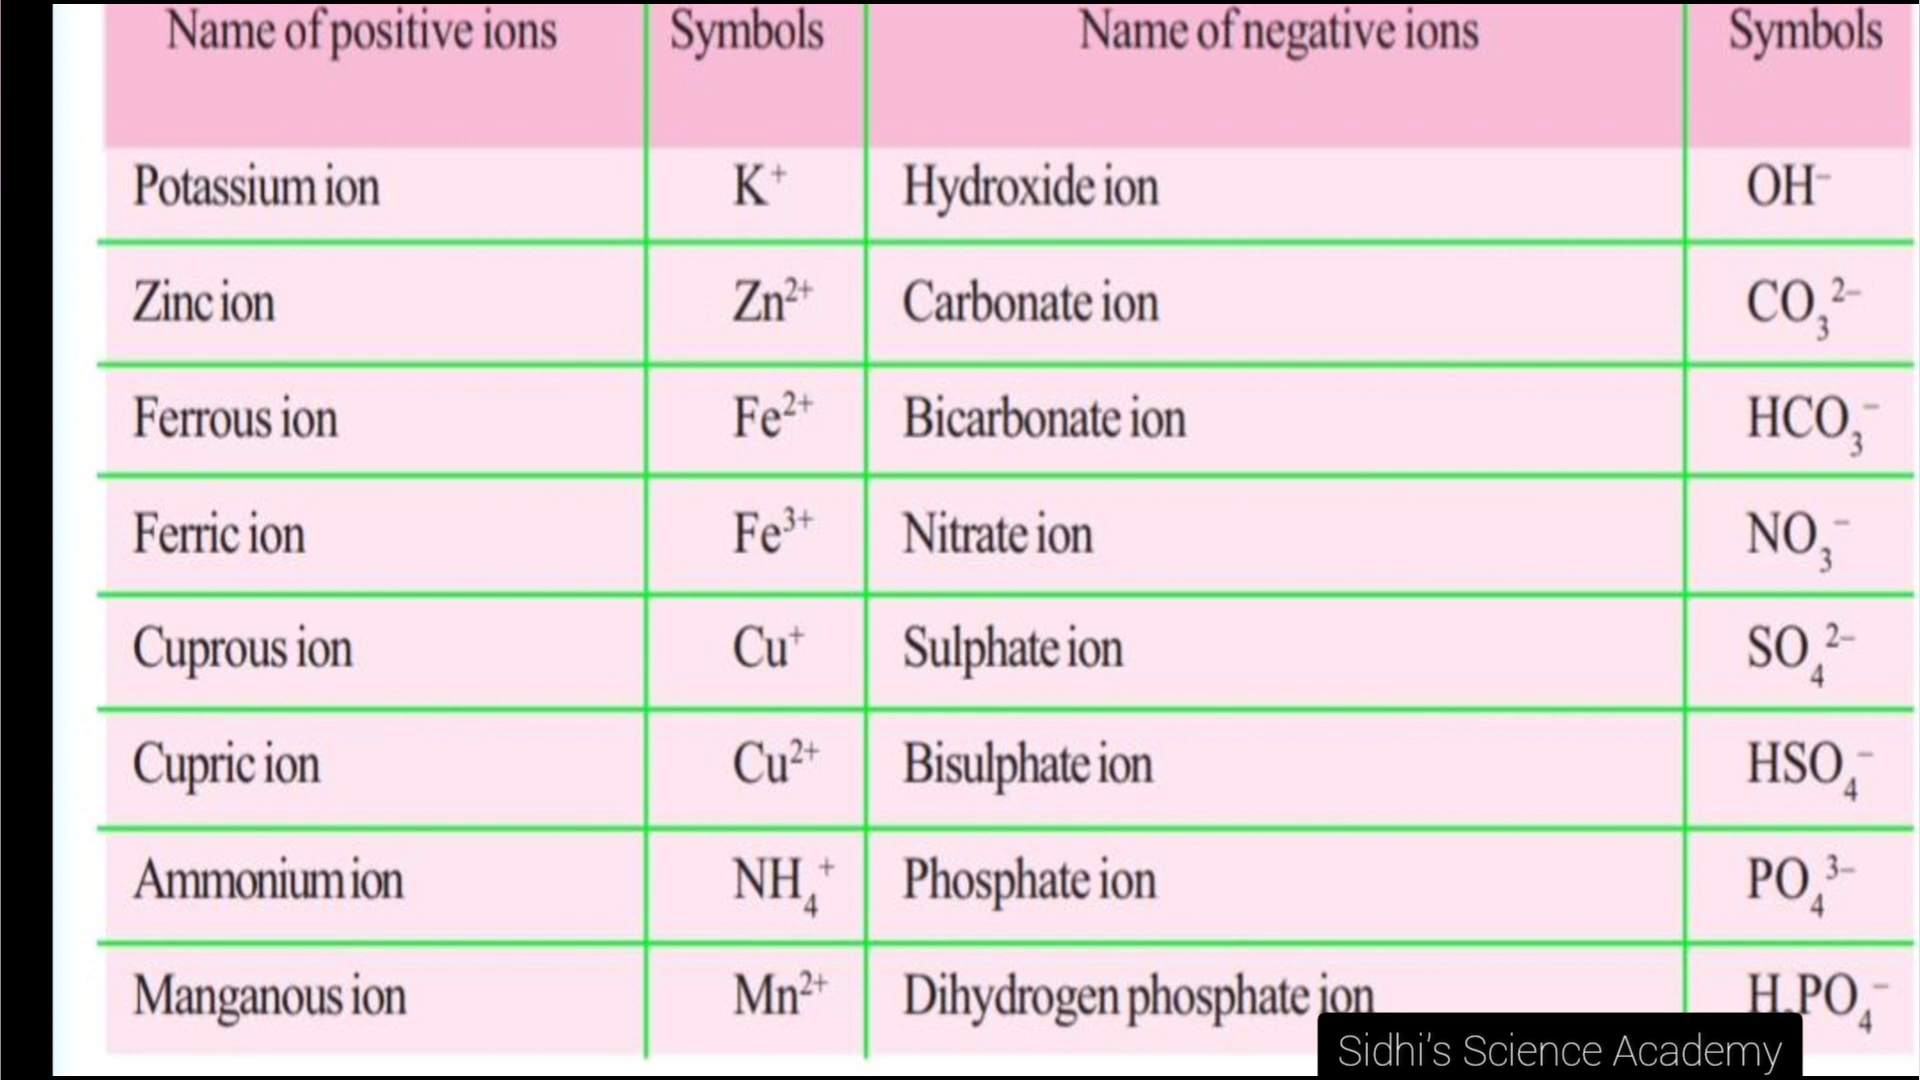 Name of positive ions Symbols Name of negative ions Symbols
Potassium ion K⁺ Hydroxide ion OH⁻
Zinc ion Zn²⁺ Carbonate ion CO₃²⁻
Ferrous ion Fe²⁺ Bicarbonate ion HCO₃⁻
Ferric ion Fe³⁺ Nitrate ion NO₃⁻
Cuprous ion Cu⁺ Sulphate ion SO₄²⁻
Cupric ion Cu²⁺ Bisulphate ion HSO₄⁻
Ammonium ion NH₄⁺ Phosphate ion PO₄³⁻
Manganous ion Mn²⁺ Dihydrogen phosphate ion H₂PO₄⁻
Sidhi's Science Academy